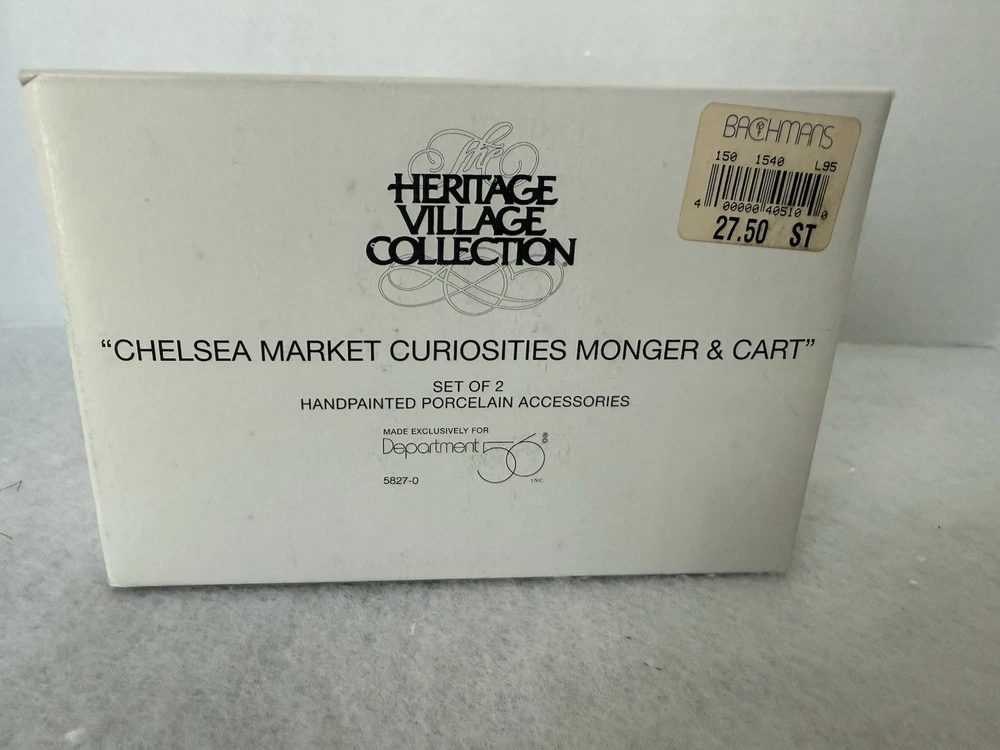 The
HERITAGE
VILLAGE
COLLECTION
"CHELSEA MARKET CURIOSITIES MONGER & CART"
SET OF 2
HANDPAINTED PORCELAIN ACCESSORIES
MADE EXCLUSIVELY FOR
Department 56®
INC.
5827-0
BACHMANS
150 1540 L95
4 00000 40510 0
27.50 ST